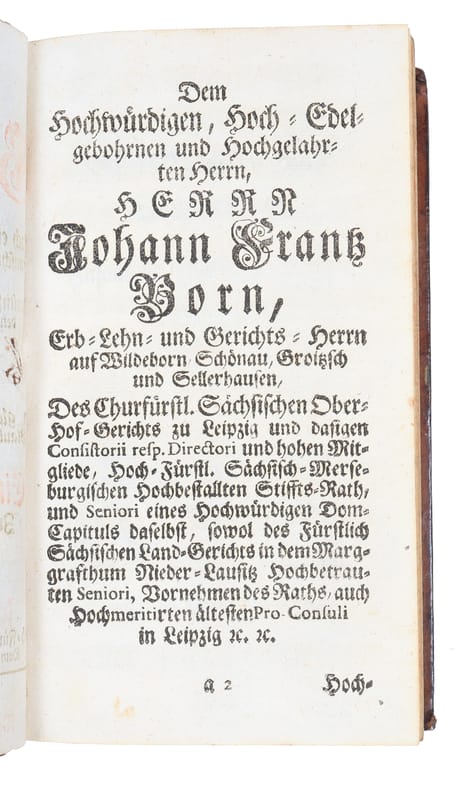 Dem
Hochwürdigen, Hoch-Edel-
gebohrnen und Hochgelahr-
ten Herrn,
HERRN
Johann Frantz
Born,
Erb-Lehn- und Gerichts-Herrn
auf Wildeborn, Schönau, Groitzsch
und Sellerhausen,
Des Churfürstl. Sächsischen Ober-
Hof-Gerichts zu Leipzig und dasigen
Consistorii resp. Directori und hohen Mit-
gliede, Hoch-Fürstl. Sächsisch-Merse-
burgischen Hochbestallten Stiffts-Rath,
und Seniori eines Hochwürdigen Dom-
Capituls daselbst, sowol des Fürstlich
Sächsischen Land-Gerichts in dem Marg-
grafthum Nieder-Lausitz Hochbetrau-
ten Seniori, Vornehmen des Raths, auch
Hochmeritirten ältesten Pro-Consuli
in Leipzig ꝛc. ꝛc.
a 2 Hoch-